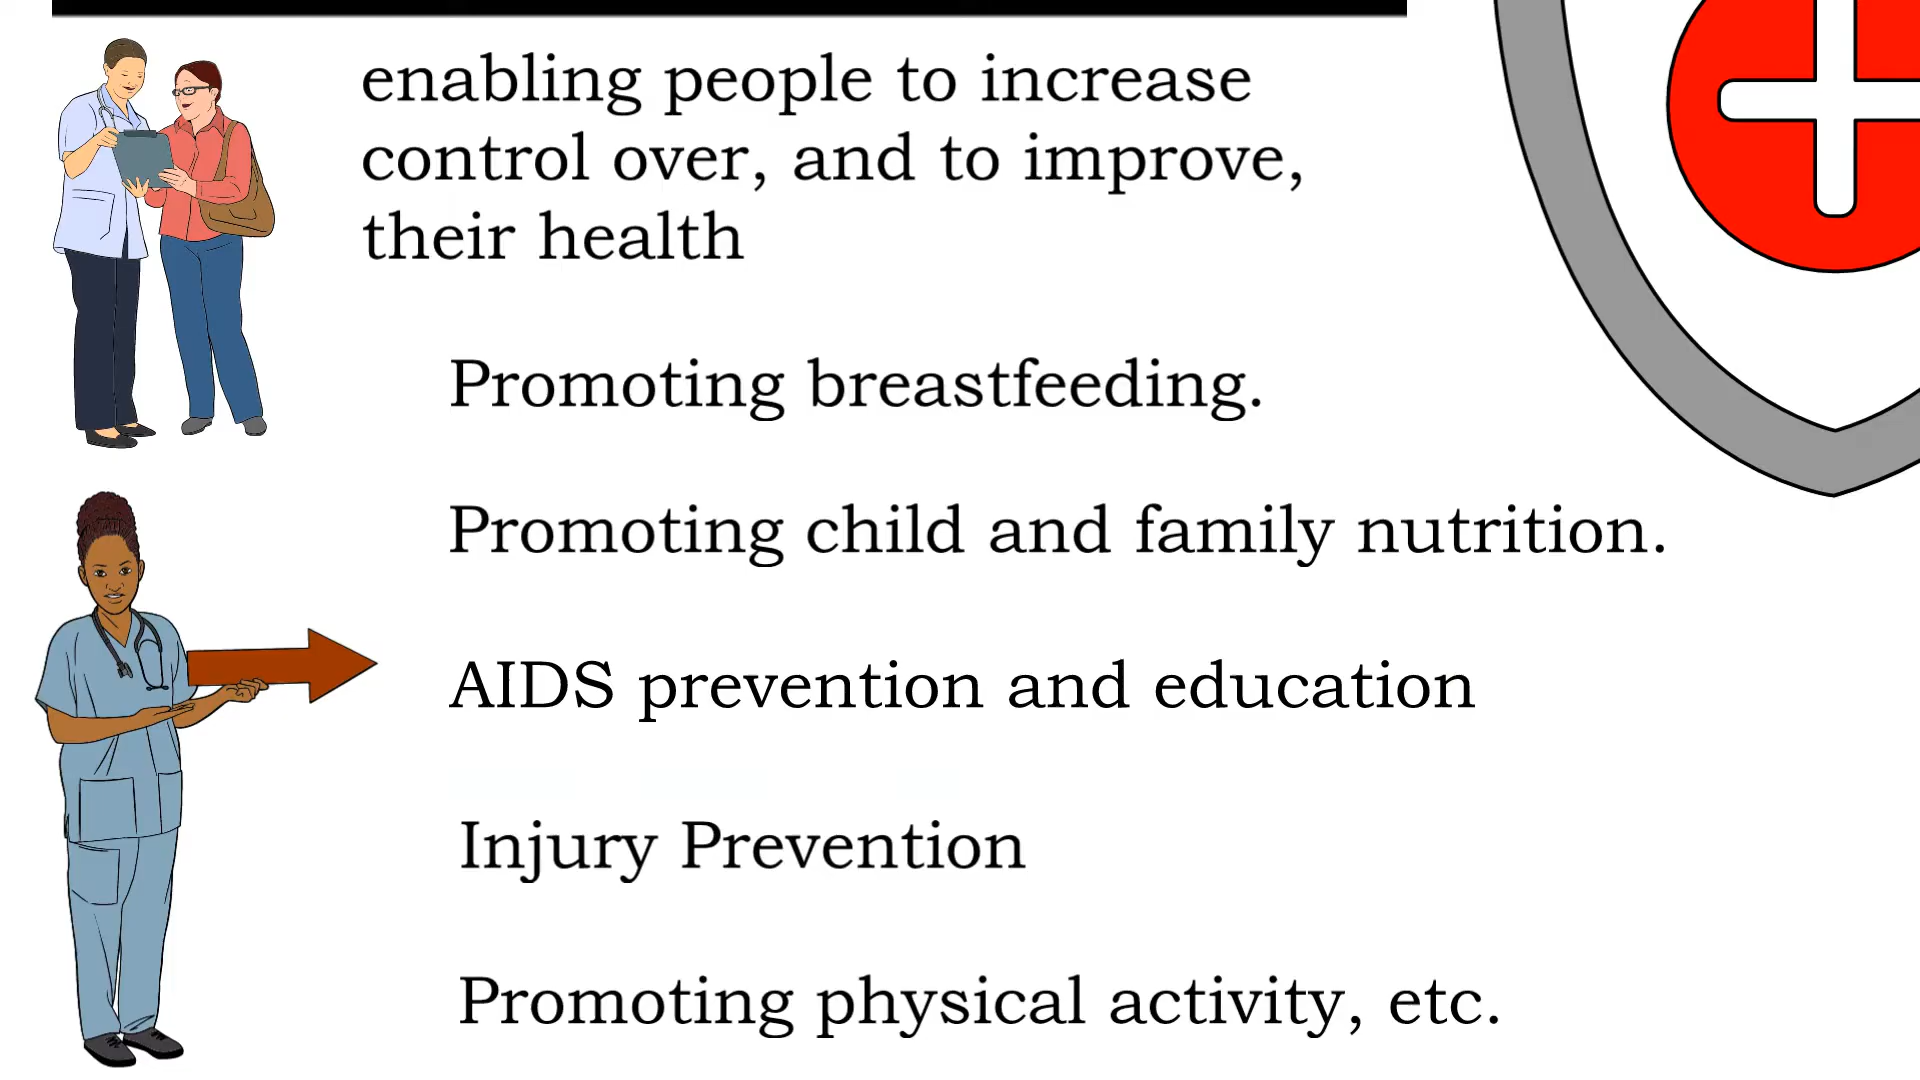 enabling people to increase
control over, and to improve,
their health
Promoting breastfeeding.
Promoting child and family nutrition.
AIDS prevention and education
Injury Prevention
Promoting physical activity, etc.